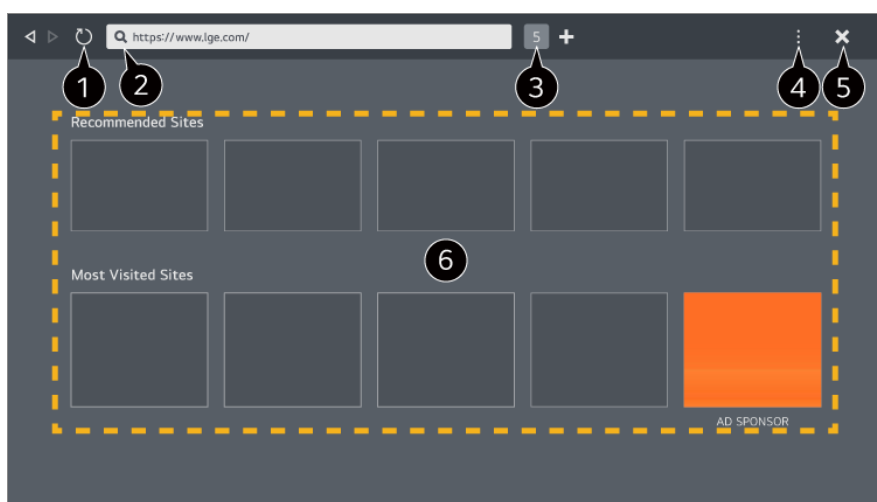 https://www.lge.com/ 5
1 2 3 4 5
Recommended Sites
6
Most Visited Sites
AD SPONSOR